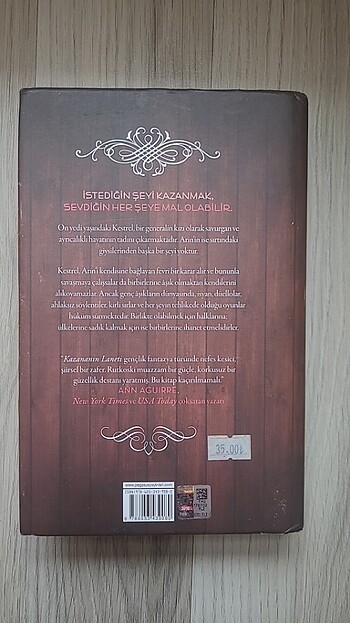 İSTEDİĞİN ŞEYİ KAZANMAK,
SEVDİĞİN HER ŞEYE MAL OLABİLİR.
On yedi yaşındaki Kestrel, bir generalin kızı olarak savurgan ve
ayrıcalıklı hayatının tadını çıkarmaktadır. Arin'in ise sırtındaki
giysilerinden başka bir şeyi yoktur.
Kestrel, Arin'i kendisine bağlayan fevri bir karar alır ve bununla
savaşmaya çalışsalar da birbirlerine âşık olmaktan kendilerini
alıkoyamazlar. Ancak genç âşıkların dünyasında, isyan, düellolar,
ahlaksız söylentiler, kirli sırlar ve her şeyin tehlikede olduğu oyunlar
hüküm sürmektedir. Birlikte olabilmek için halklarına;
ülkelerine sadık kalmak için ise birbirlerine ihanet etmelidirler.
"Kazananın Laneti gençlik fantazya türünde nefes kesici,
şiirsel bir zafer. Rutkoski muazzam bir güçle, korkusuz bir
güzellik destanı yaratmış. Bu kitap kaçırılmamalı."
ANN AGUIRRE,
New York Times ve USA Today çoksatan yazarı
35.00₺
www.pegasusyayinlari.com